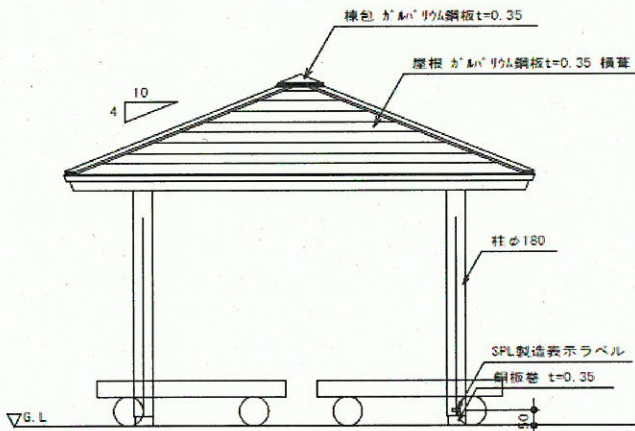 棟包 ガルバリウム鋼板t=0.35
屋根 ガルバリウム鋼板t=0.35 横葺
10
4
柱φ180
SPL製造表示ラベル
銅板巻 t=0.35
G.L
50